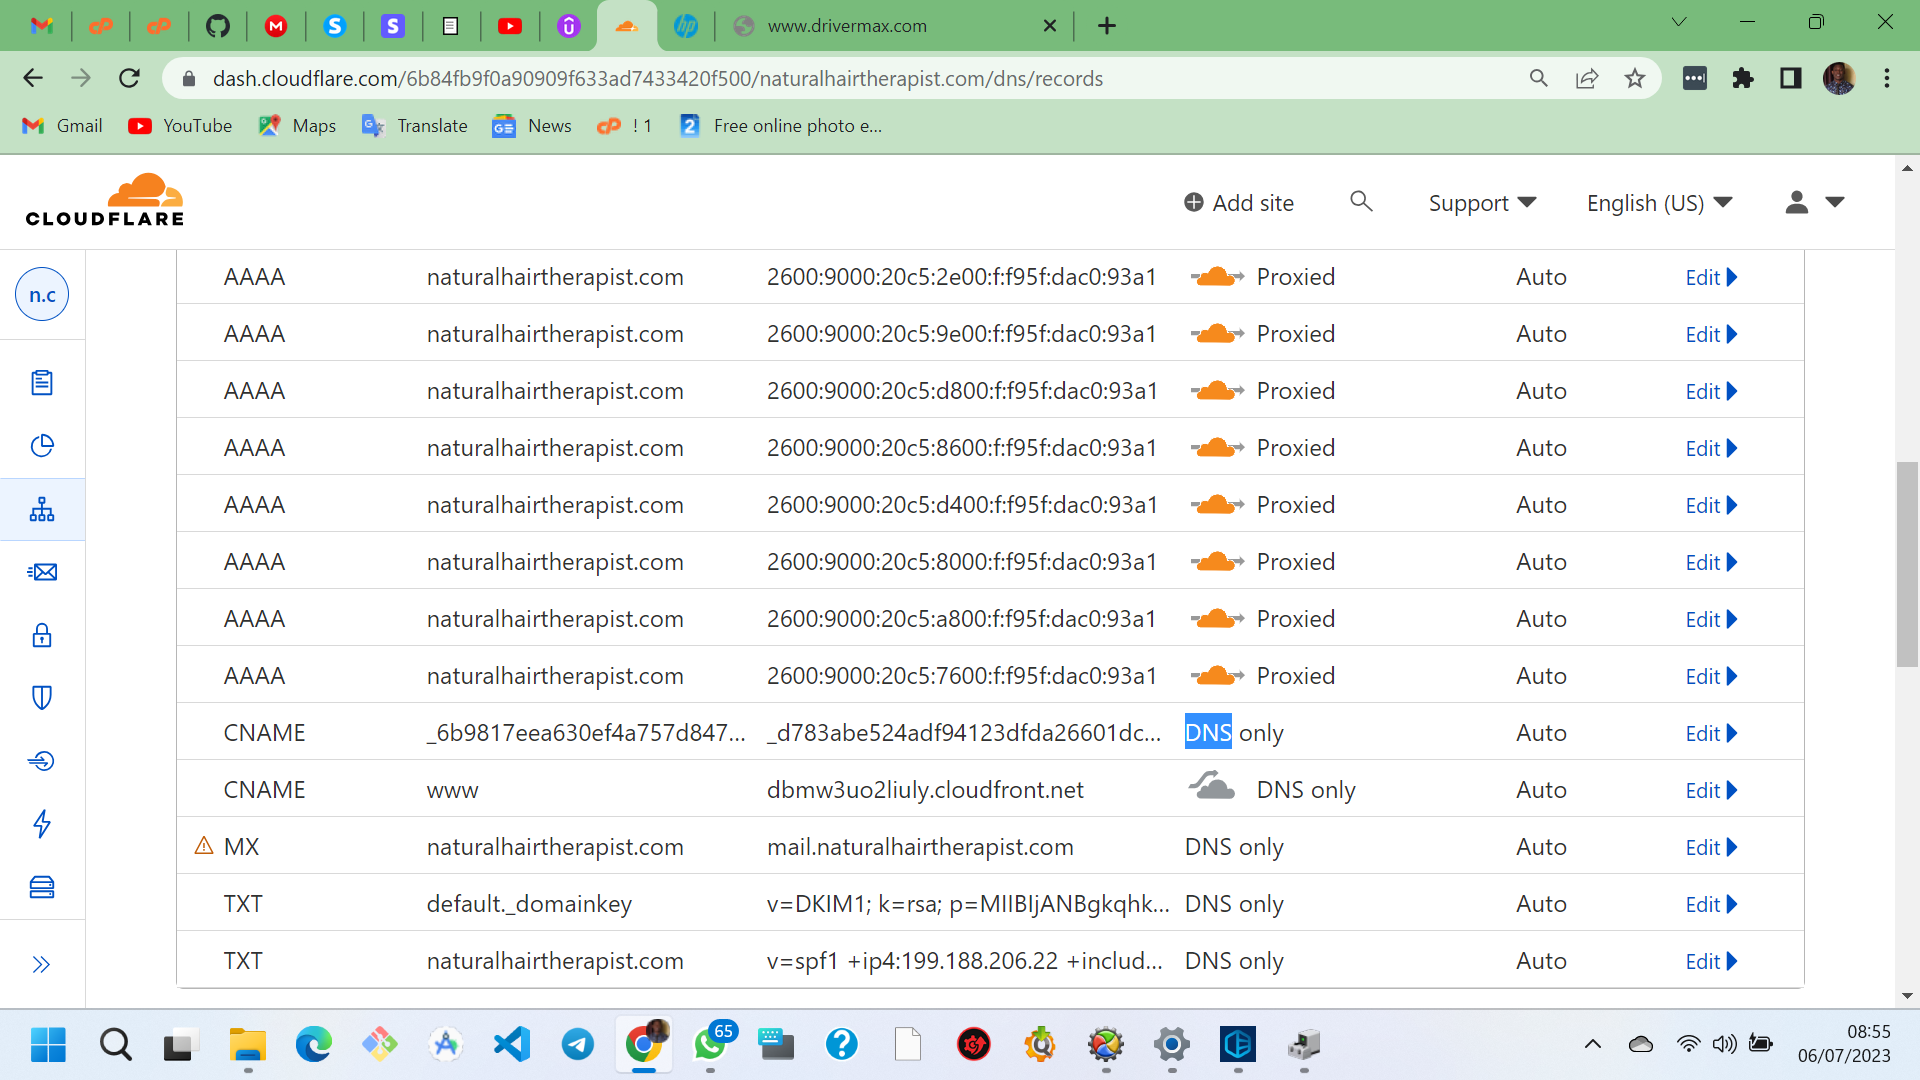 www.drivermax.com
dash.cloudflare.com/6b84fb9f0a90909f633ad7433420f500/naturalhairtherapist.com/dns/records
Gmail YouTube Maps Translate News ! 1 Free online photo e...
CLOUDFLARE Add site Support English (US)
n.c
AAAA naturalhairtherapist.com 2600:9000:20c5:2e00:f:f95f:dac0:93a1 Proxied Auto Edit
AAAA naturalhairtherapist.com 2600:9000:20c5:9e00:f:f95f:dac0:93a1 Proxied Auto Edit
AAAA naturalhairtherapist.com 2600:9000:20c5:d800:f:f95f:dac0:93a1 Proxied Auto Edit
AAAA naturalhairtherapist.com 2600:9000:20c5:8600:f:f95f:dac0:93a1 Proxied Auto Edit
AAAA naturalhairtherapist.com 2600:9000:20c5:d400:f:f95f:dac0:93a1 Proxied Auto Edit
AAAA naturalhairtherapist.com 2600:9000:20c5:8000:f:f95f:dac0:93a1 Proxied Auto Edit
AAAA naturalhairtherapist.com 2600:9000:20c5:a800:f:f95f:dac0:93a1 Proxied Auto Edit
AAAA naturalhairtherapist.com 2600:9000:20c5:7600:f:f95f:dac0:93a1 Proxied Auto Edit
CNAME _6b9817eea630ef4a757d847... _d783abe524adf94123dfda26601dc... DNS only Auto Edit
CNAME www dbmw3uo2liuly.cloudfront.net DNS only Auto Edit
MX naturalhairtherapist.com mail.naturalhairtherapist.com DNS only Auto Edit
TXT default._domainkey v=DKIM1; k=rsa; p=MIIBIjANBgkqhk... DNS only Auto Edit
TXT naturalhairtherapist.com v=spf1 +ip4:199.188.206.22 +includ... DNS only Auto Edit
65
08:55
06/07/2023